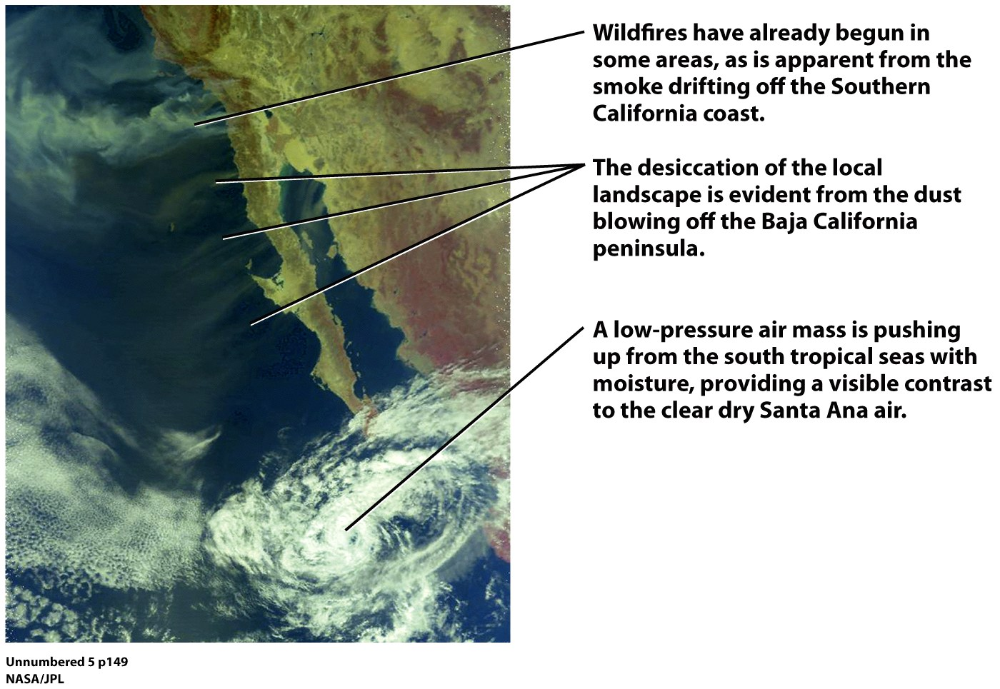 Wildfires have already begun in
some areas, as is apparent from the
smoke drifting off the Southern
California coast.
The desiccation of the local
landscape is evident from the dust
blowing off the Baja California
peninsula.
A low-pressure air mass is pushing
up from the south tropical seas with
moisture, providing a visible contrast
to the clear dry Santa Ana air.
Unnumbered 5 p149
NASA/JPL